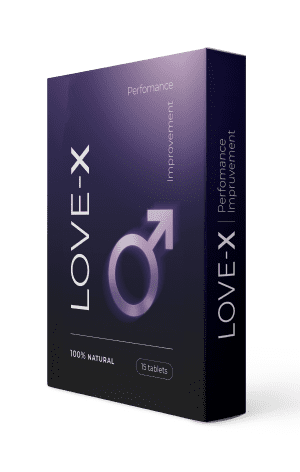 Perfomance
Improvement
LOVE-X
100% NATURAL
15 tablets
LOVE-X
Perfomance
Impruvement